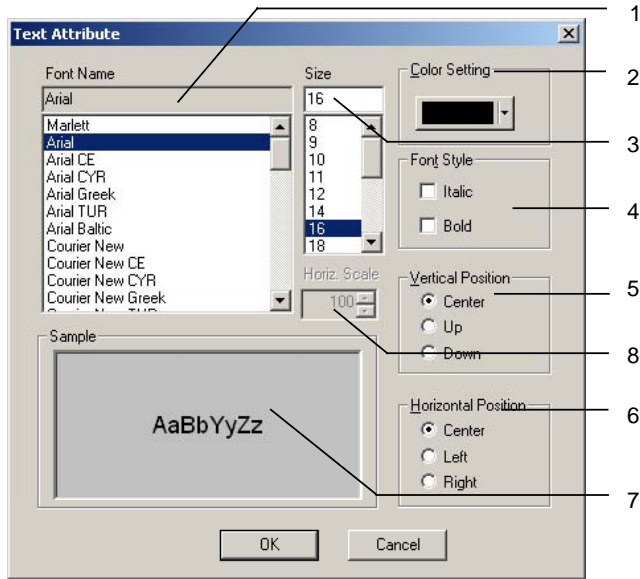 1
Text Attribute
Font Name
Size
Color Setting
2
Arial
16
3
Marlett
Arial
Arial CE
Arial CYR
Arial Greek
Arial TUR
Arial Baltic
Courier New
Courier New CE
Courier New CYR
Courier New Greek
8
9
10
11
12
14
16
18
Font Style
Italic
Bold
4
Horiz. Scale
100
Vertical Position
5
Center
Up
Down
8
Sample
AaBbYyZz
Horizontal Position
6
Center
Left
Right
7
OK
Cancel